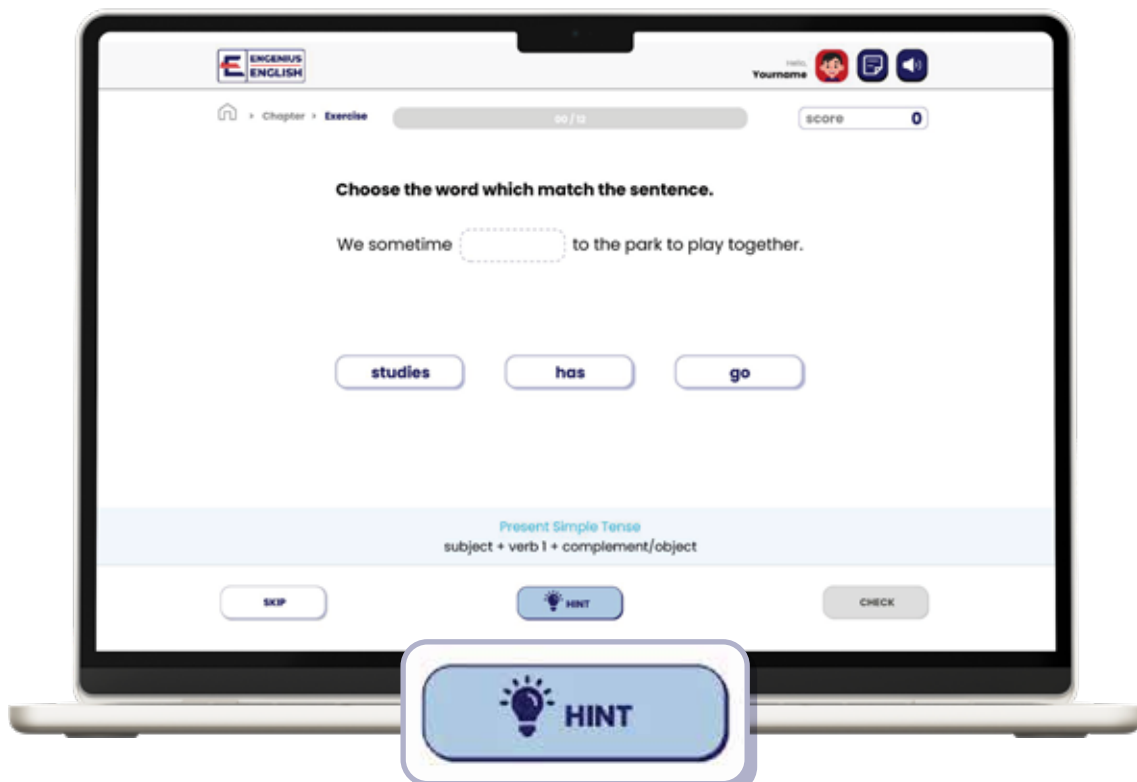 ENGENIUS
ENGLISH
Hello,
Yourname
> Chapter > Exercise
00 / 12
score 0
Choose the word which match the sentence.
We sometime to the park to play together.
studies has go
Present Simple Tense
subject + verb 1 + complement/object
SKIP HINT CHECK
HINT